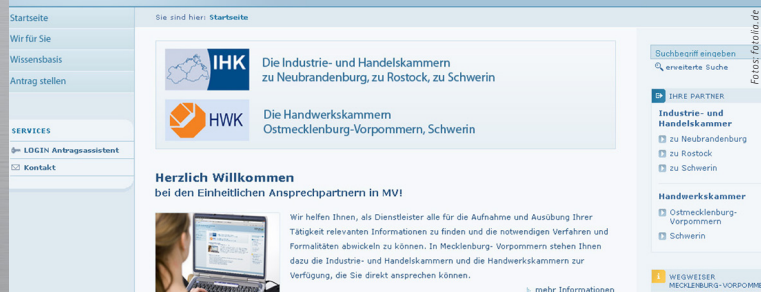 Startseite
Wir für Sie
Wissensbasis
Antrag stellen
SERVICES
LOGIN Antragsassistent
Kontakt
Sie sind hier: Startseite
IHK
Die Industrie- und Handelskammern
zu Neubrandenburg, zu Rostock, zu Schwerin
HWK
Die Handwerkskammern
Ostmecklenburg-Vorpommern, Schwerin
Herzlich Willkommen
bei den Einheitlichen Ansprechpartnern in MV!
Wir helfen Ihnen, als Dienstleister alle für die Aufnahme und Ausübung Ihrer
Tätigkeit relevanten Informationen zu finden und die notwendigen Verfahren und
Formalitäten abwickeln zu können. In Mecklenburg- Vorpommern stehen Ihnen
dazu die Industrie- und Handelskammern und die Handwerkskammern zur
Verfügung, die Sie direkt ansprechen können.
mehr Informationen
Suchbegriff eingeben
erweiterte Suche
IHRE PARTNER
Industrie- und
Handelskammer
zu Neubrandenburg
zu Rostock
zu Schwerin
Handwerkskammer
Ostmecklenburg-
Vorpommern
Schwerin
WEGWEISER
MECKLENBURG-VORPOMME
Fotos: fotolia.de